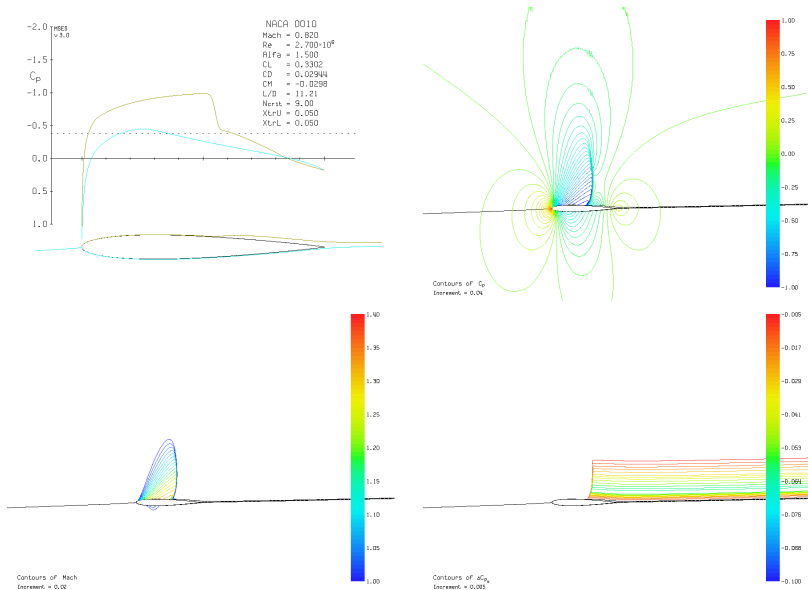 NACA 0010
Mach = 0.820
Re = 2.700·10⁶
Alfa = 1.500
CL = 0.3302
CD = 0.02944
CM = -0.0298
L/D = 11.21
Ncrit = 9.00
XtrU = 0.050
XtrL = 0.050
MSES
v 3.0
-2.0
-1.5
Cp
-1.0
-0.5
0.0
0.5
1.0
1.00
0.75
0.50
0.25
0.00
-0.25
-0.50
-0.75
-1.00
Contours of Cp
Increment = 0.04
1.40
1.35
1.30
1.25
1.20
1.15
1.10
1.05
1.00
Contours of Mach
Increment = 0.02
-0.005
-0.017
-0.029
-0.041
-0.053
-0.064
-0.076
-0.088
-0.100
Increment = 0.005